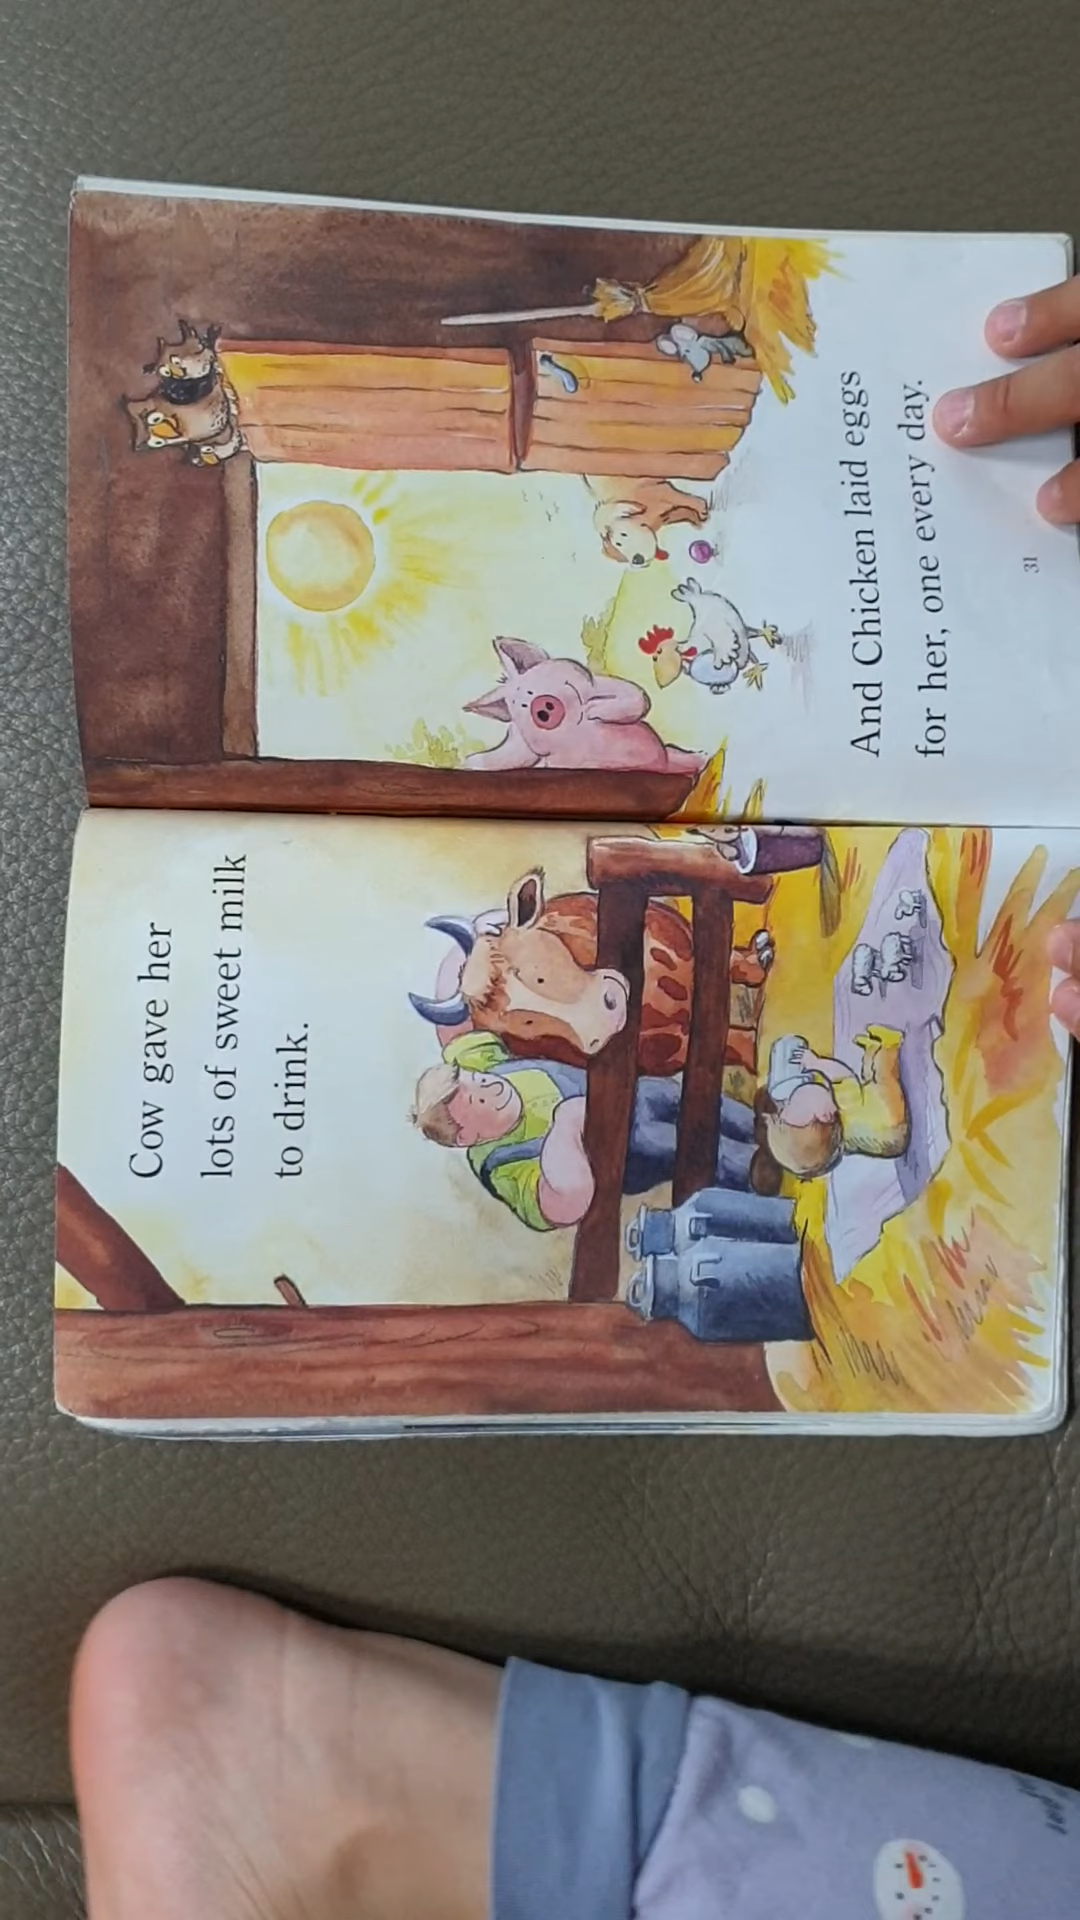 Cow gave her
lots of sweet milk
to drink.
And Chicken laid eggs
for her, one every day.
31